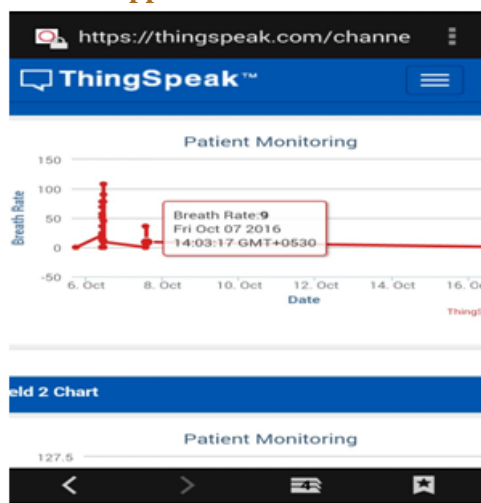 https://thingspeak.com/channe
ThingSpeak™
Patient Monitoring
150
100
50
0
-50
Breath Rate
Breath Rate:9
Fri Oct 07 2016
14:03:17 GMT+0530
6. Oct 8. Oct 10. Oct 12. Oct 14. Oct 16. O
Date
Thing
eld 2 Chart
Patient Monitoring
127.5
4